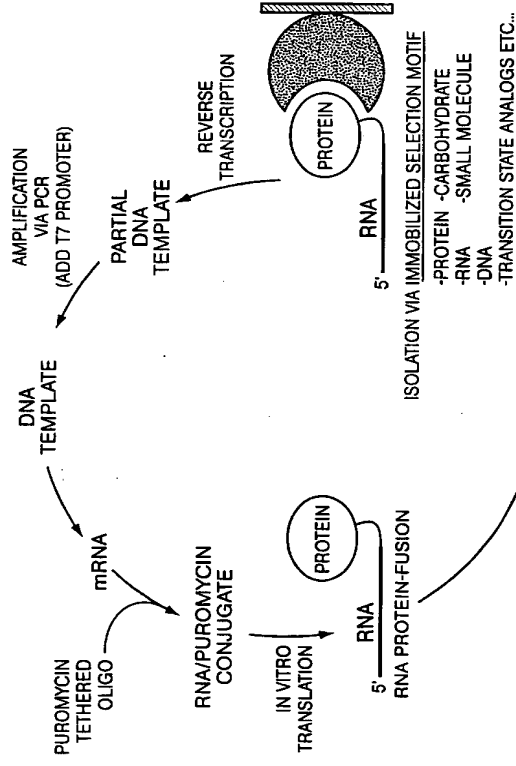 AMPLIFICATION
VIA PCR
(ADD T7 PROMOTER)
DNA
TEMPLATE
PARTIAL
DNA
TEMPLATE
REVERSE
TRANSCRIPTION
mRNA
PUROMYCIN
TETHERED
OLIGO
RNA/PUROMYCIN
CONJUGATE
IN VITRO
TRANSLATION
PROTEIN
RNA
5'
RNA PROTEIN-FUSION
PROTEIN
RNA
5'
ISOLATION VIA IMMOBILIZED SELECTION MOTIF
-PROTEIN -CARBOHYDRATE
-RNA -SMALL MOLECULE
-DNA
-TRANSITION STATE ANALOGS ETC...